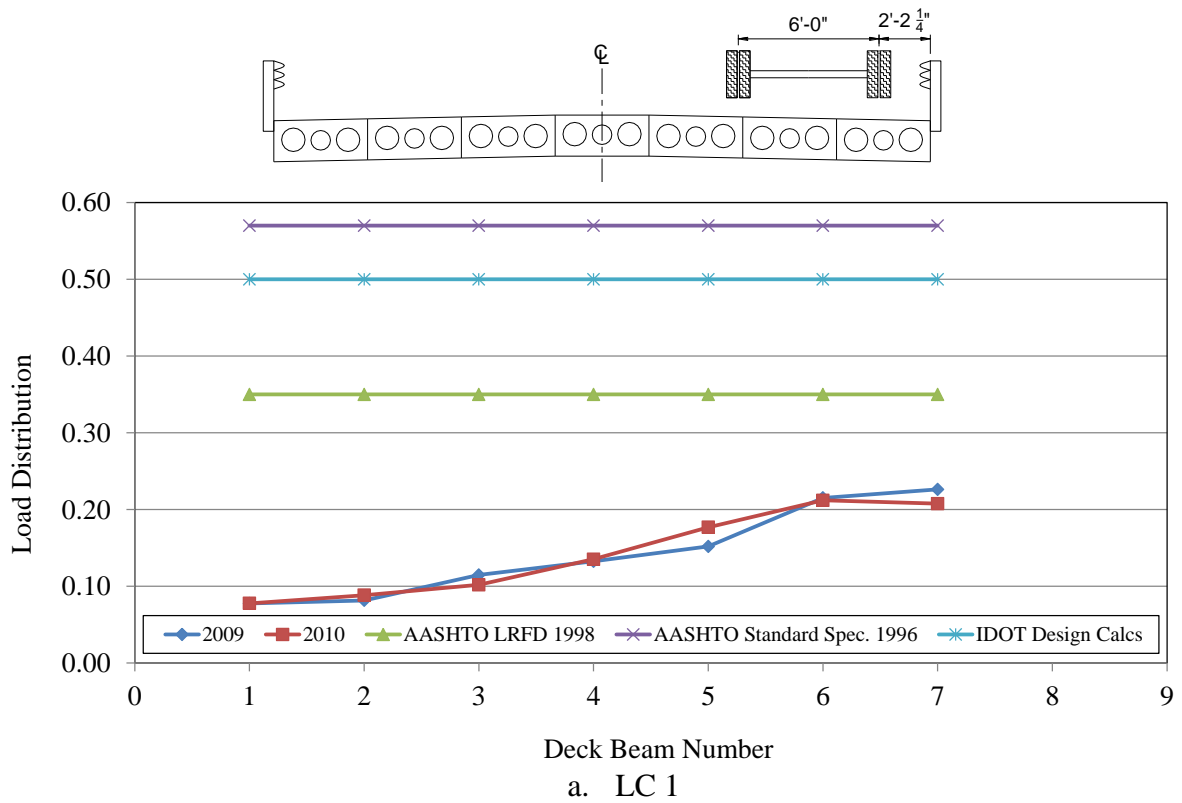 6'-0" 2'-2 1/4"
℄
0.60
0.50
0.40
0.30
0.20
0.10
0.00
Load Distribution
2009 2010 AASHTO LRFD 1998 AASHTO Standard Spec. 1996 IDOT Design Calcs
0 1 2 3 4 5 6 7 8 9
Deck Beam Number
a. LC 1